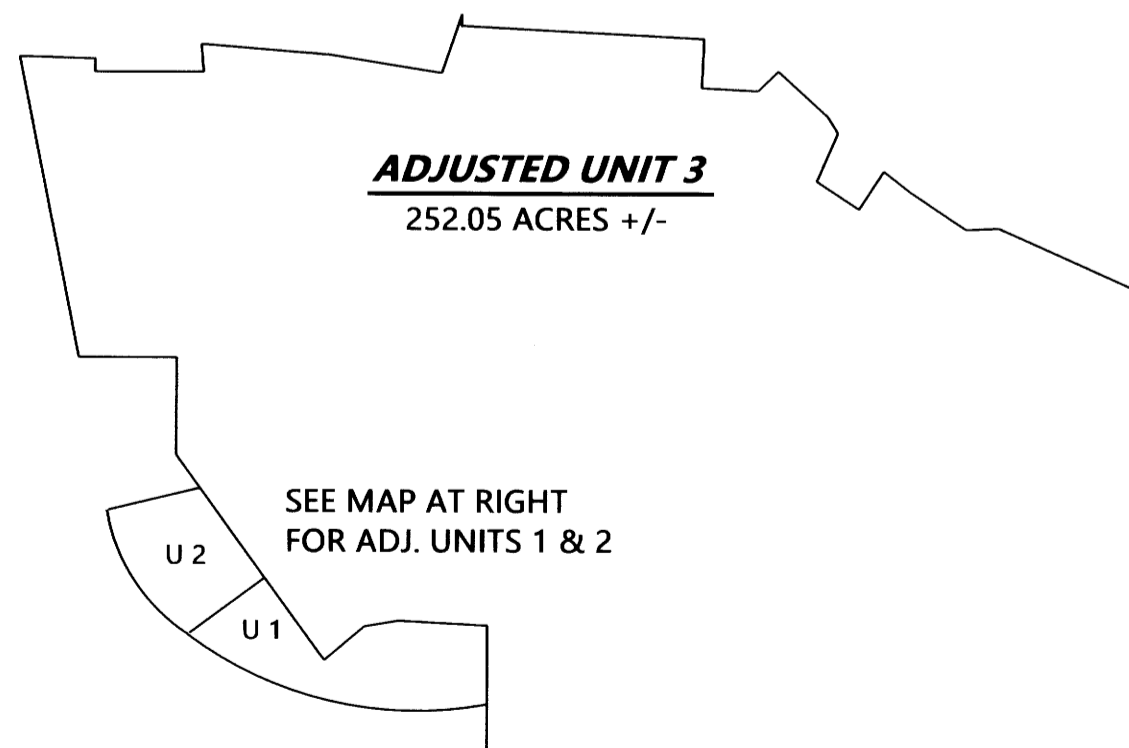 ADJUSTED UNIT 3
252.05 ACRES +/-
SEE MAP AT RIGHT
FOR ADJ. UNITS 1 & 2
U 2
U 1